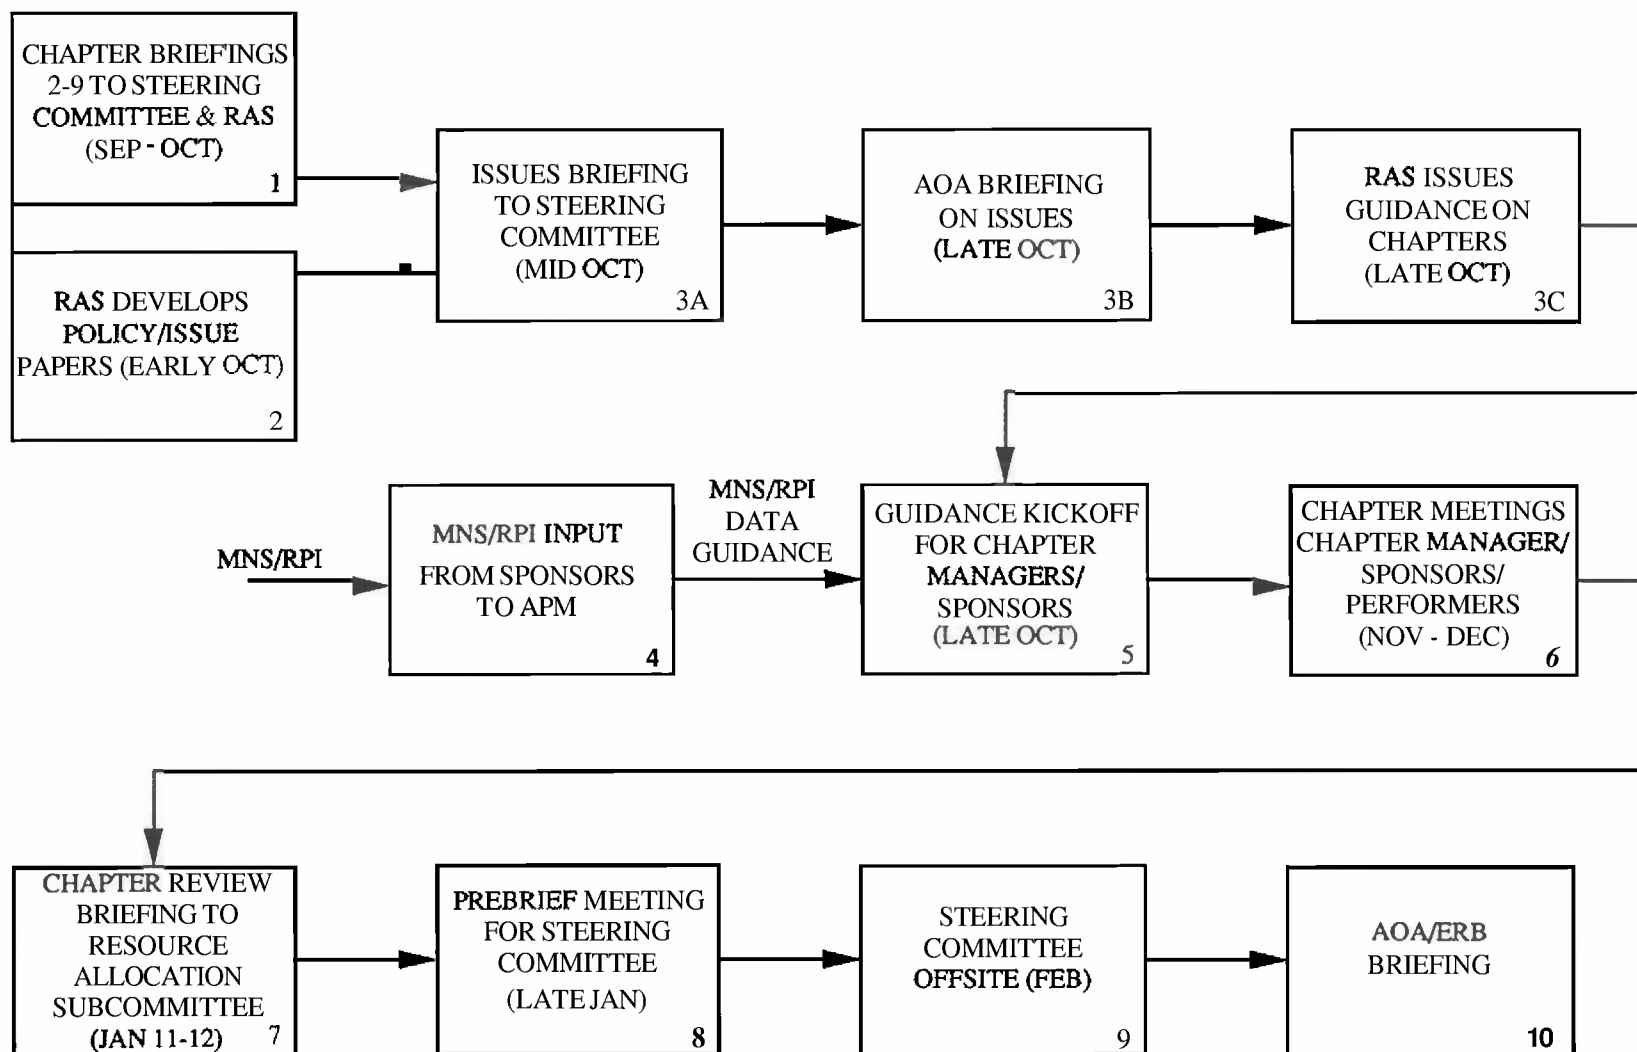 CHAPTER BRIEFINGS
2-9 TO STEERING
COMMITTEE & RAS
(SEP - OCT)
1
RAS DEVELOPS
POLICY/ISSUE
PAPERS (EARLY OCT)
2
ISSUES BRIEFING
TO STEERING
COMMITTEE
(MID OCT)
3A
AOA BRIEFING
ON ISSUES
(LATE OCT)
3B
RAS ISSUES
GUIDANCE ON
CHAPTERS
(LATE OCT)
3C
MNS/RPI
MNS/RPI INPUT
FROM SPONSORS
TO APM
4
MNS/RPI
DATA
GUIDANCE
GUIDANCE KICKOFF
FOR CHAPTER
MANAGERS/
SPONSORS
(LATE OCT)
5
CHAPTER MEETINGS
CHAPTER MANAGER/
SPONSORS/
PERFORMERS
(NOV - DEC)
6
CHAPTER REVIEW
BRIEFING TO
RESOURCE
ALLOCATION
SUBCOMMITTEE
(JAN 11-12)
7
PREBRIEF MEETING
FOR STEERING
COMMITTEE
(LATE JAN)
8
STEERING
COMMITTEE
OFFSITE (FEB)
9
AOA/ERB
BRIEFING
10